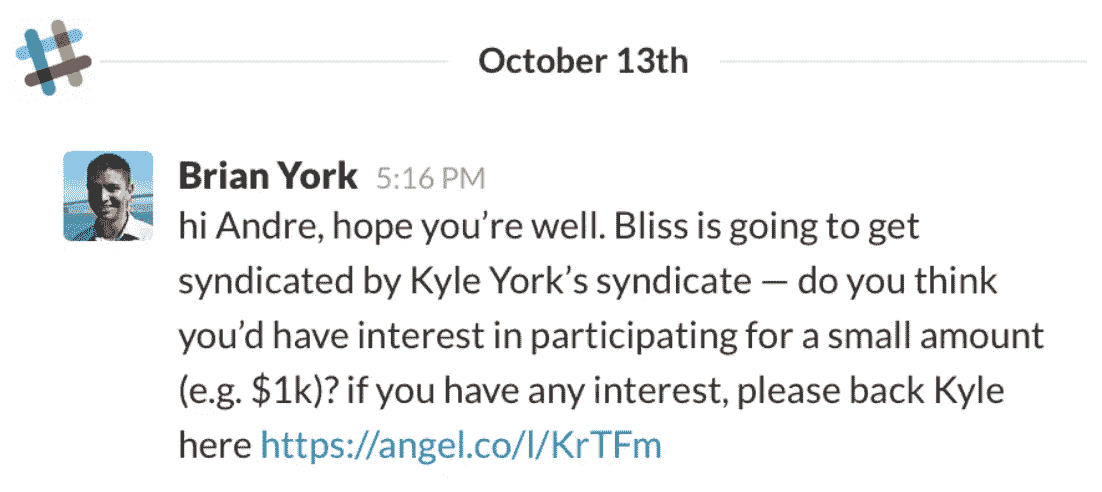 October 13th
Brian York 5:16 PM
hi Andre, hope you’re well. Bliss is going to get
syndicated by Kyle York’s syndicate — do you think
you’d have interest in participating for a small amount
(e.g. $1k)? if you have any interest, please back Kyle
here https://angel.co/l/KrTFm